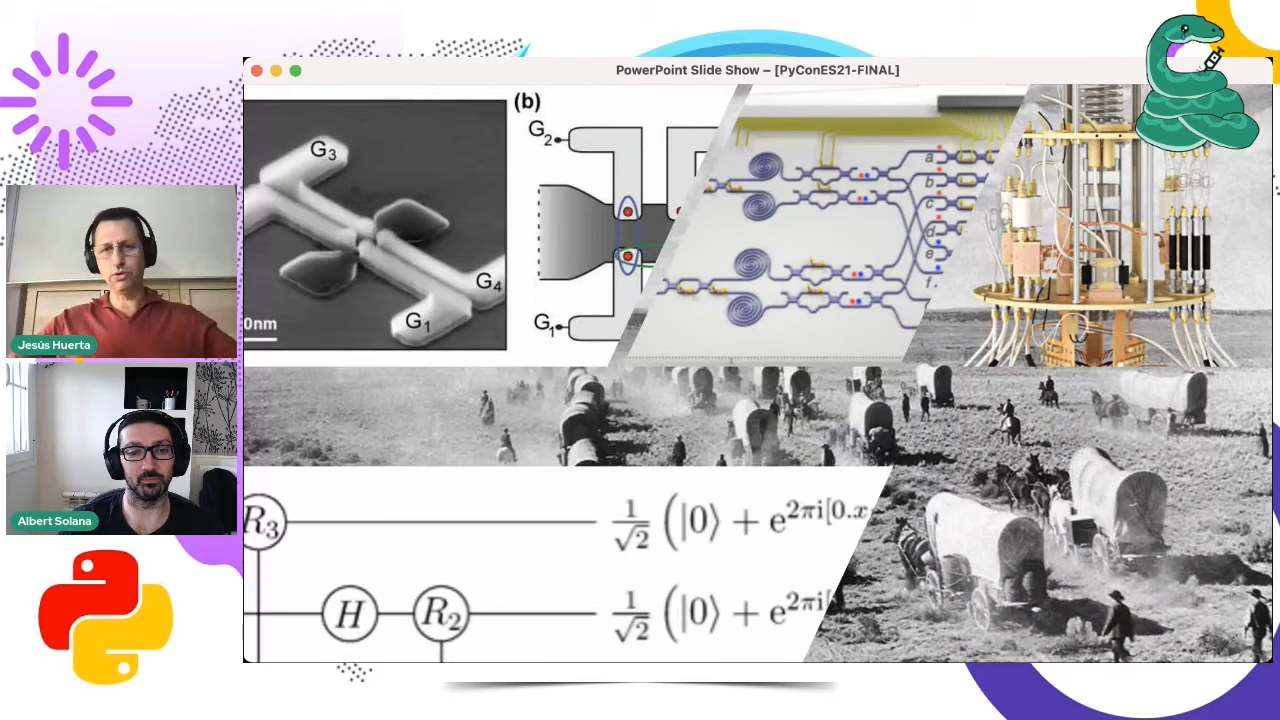 PowerPoint Slide Show – [PyConES21-FINAL]
(b)
G3
G4
G1
0nm
G2
G1
a
b
c
d
e
f
Jesús Huerta
Albert Solana
R3
1/√2 (|0⟩ + e^2πi[0.x
H
R2
1/√2 (|0⟩ + e^2πi[